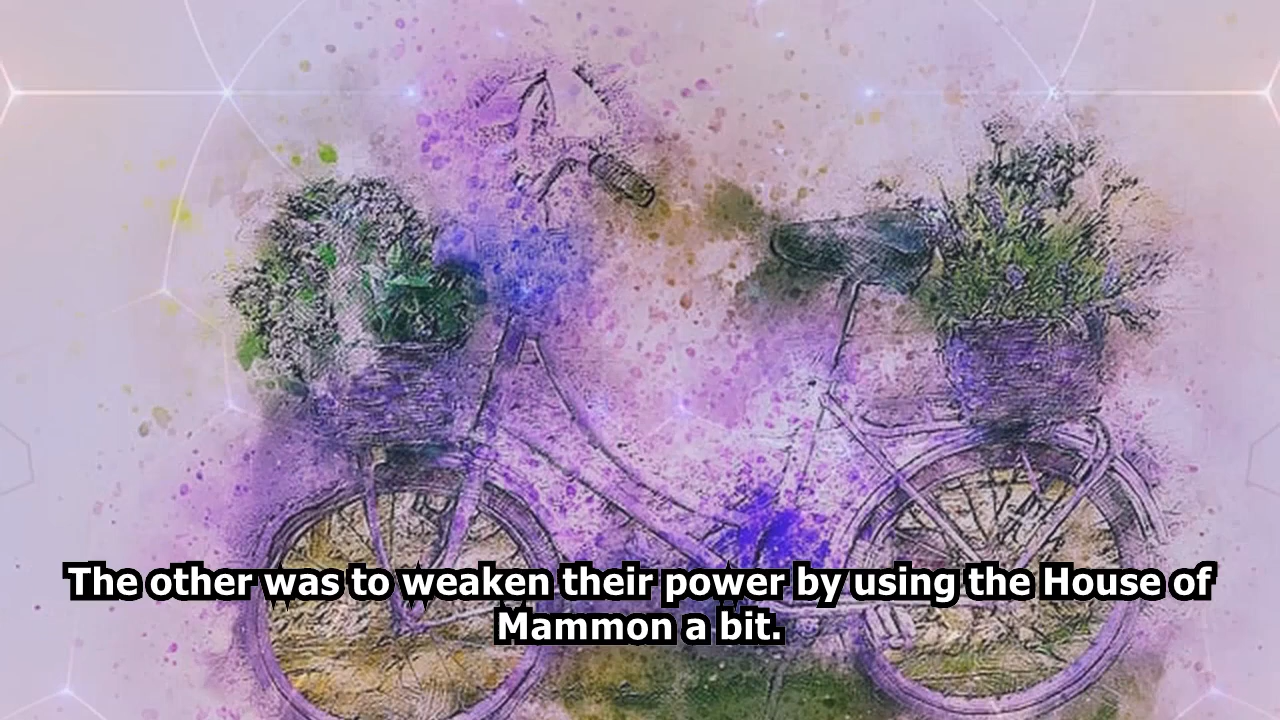 The other was to weaken their power by using the House of
Mammon a bit.